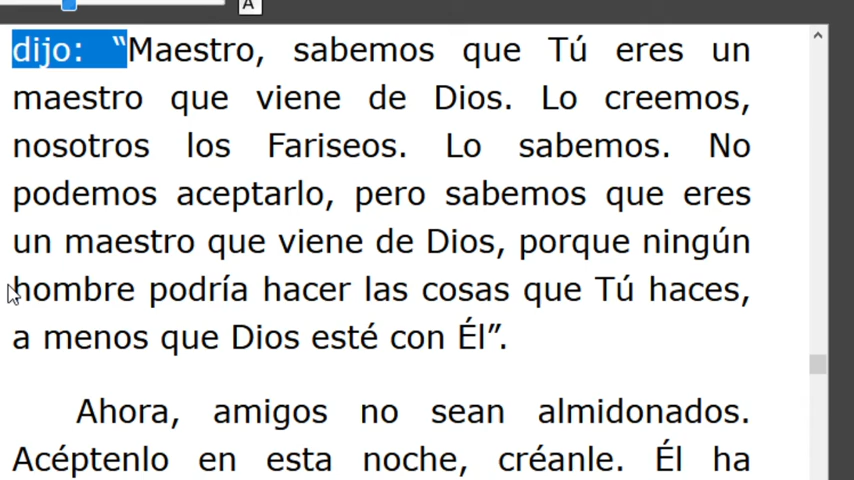 A
dijo: “Maestro, sabemos que Tú eres un
maestro que viene de Dios. Lo creemos,
nosotros los Fariseos. Lo sabemos. No
podemos aceptarlo, pero sabemos que eres
un maestro que viene de Dios, porque ningún
hombre podría hacer las cosas que Tú haces,
a menos que Dios esté con Él”.
Ahora, amigos no sean almidonados.
Acéptenlo en esta noche, créanle. Él ha